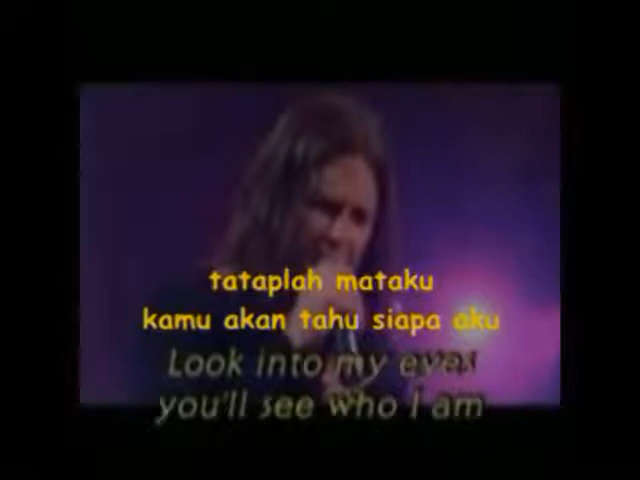 tataplah mataku
kamu akan tahu siapa aku
Look into my eyes
you'll see who I am